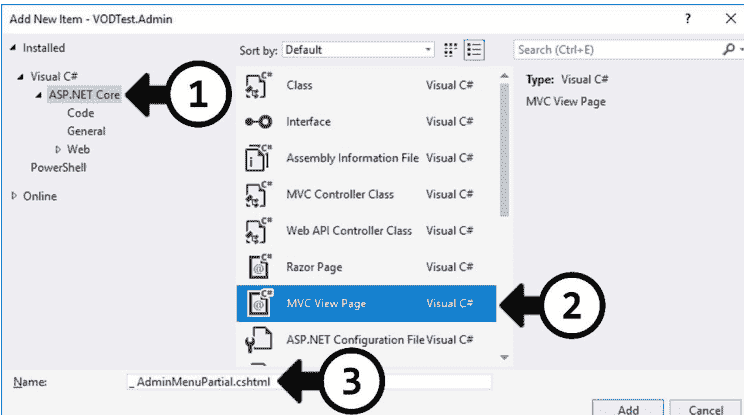 Add New Item - VODTest.Admin ?
Installed
Sort by: Default
Search (Ctrl+E)
Visual C#
ASP.NET Core
Code
General
Web
PowerShell
Online
1
Class Visual C#
Interface Visual C#
Assembly Information File Visual C#
MVC Controller Class Visual C#
Web API Controller Class Visual C#
Razor Page Visual C#
MVC View Page Visual C#
ASP.NET Configuration File Visual C#
2
Type: Visual C#
MVC View Page
Name: _AdminMenuPartial.cshtml
3
Add Cancel